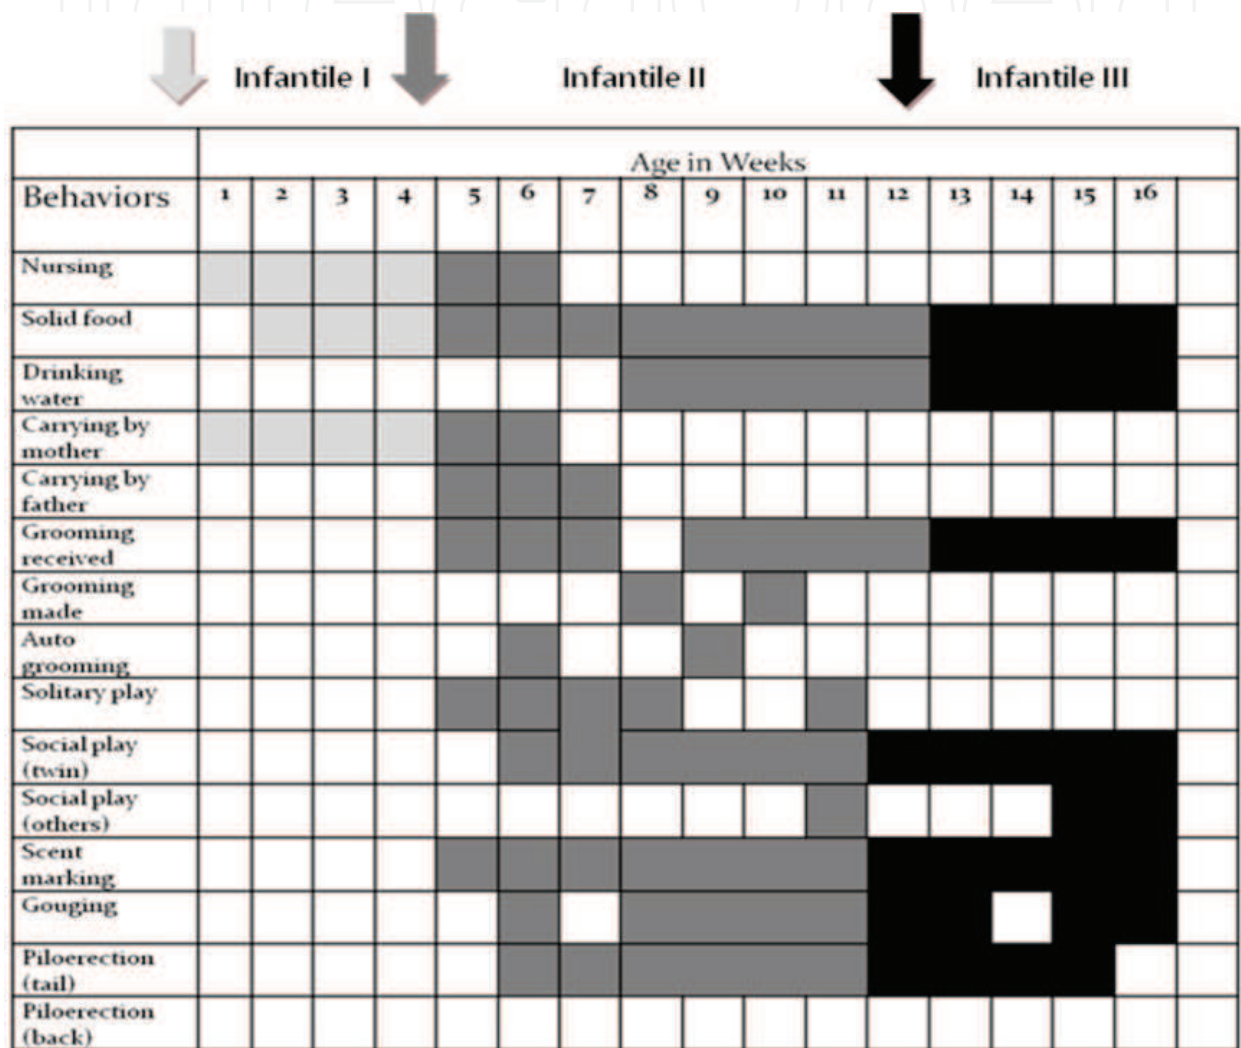 Infantile I Infantile II Infantile III
Age in Weeks
Behaviors 1 2 3 4 5 6 7 8 9 10 11 12 13 14 15 16
Nursing
Solid food
Drinking
water
Carrying by
mother
Carrying by
father
Grooming
received
Grooming
made
Auto
grooming
Solitary play
Social play
(twin)
Social play
(others)
Scent
marking
Gouging
Piloerection
(tail)
Piloerection
(back)